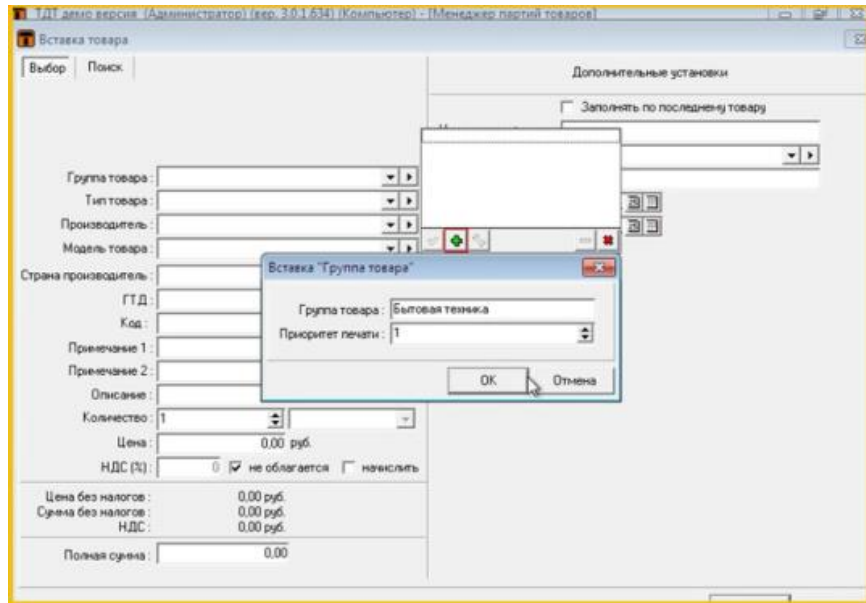 ТДТ демо версия (Администратор) (вер. 3.0.1.634) (Компьютер) - [Менеджер партий товаров]
Вставка товара
Выбор Поиск
Дополнительные установки
Заполнять по последнему товару
Группа товара :
Тип товара :
Производитель :
Модель товара :
Страна производитель :
ГТД :
Код :
Примечание 1 :
Примечание 2 :
Описание :
Количество : 1
Цена : 0,00 руб.
НДС (%) : 0 не облагается начислить
Цена без налогов : 0,00 руб.
Сумма без налогов : 0,00 руб.
НДС : 0,00 руб.
Полная сумма : 0,00
Вставка "Группа товара"
Группа товара : Бытовая техника
Приоритет печати : 1
OK Отмена